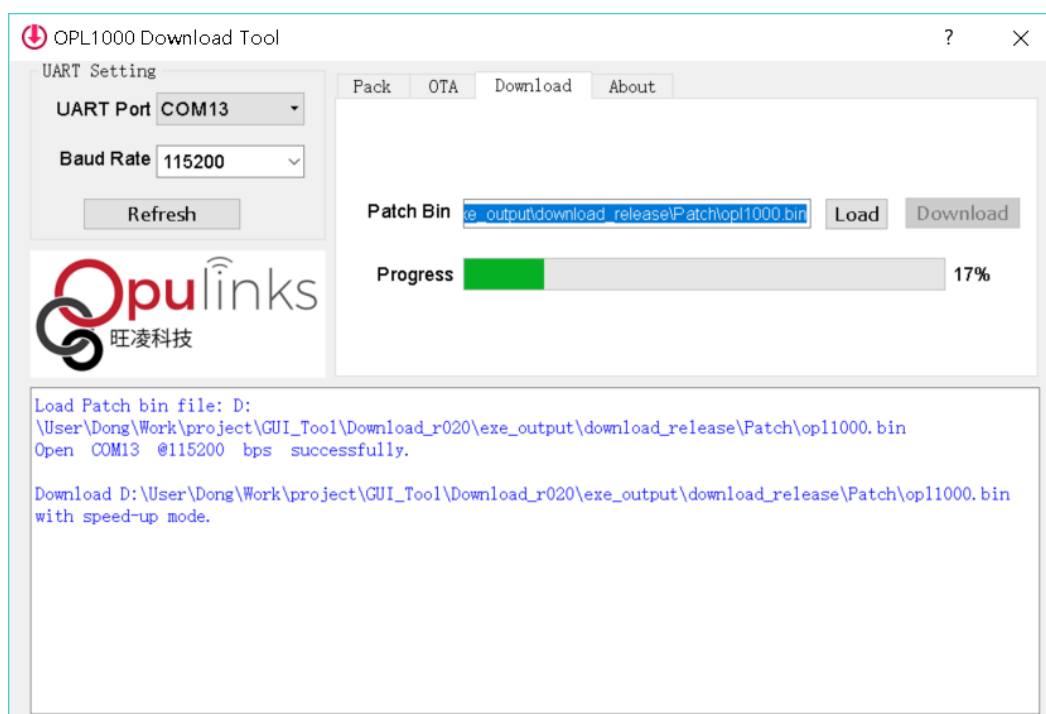 OPL1000 Download Tool
?
UART Setting
UART Port COM13
Baud Rate 115200
Refresh
Opulinks
旺凌科技
Pack OTA Download About
Patch Bin xe_output\download_release\Patch\opl1000.bin Load Download
Progress 17%
Load Patch bin file: D:
\User\Dong\Work\project\GUI_Tool\Download_r020\exe_output\download_release\Patch\opl1000.bin
Open COM13 @115200 bps successfully.
Download D:\User\Dong\Work\project\GUI_Tool\Download_r020\exe_output\download_release\Patch\opl1000.bin
with speed-up mode.